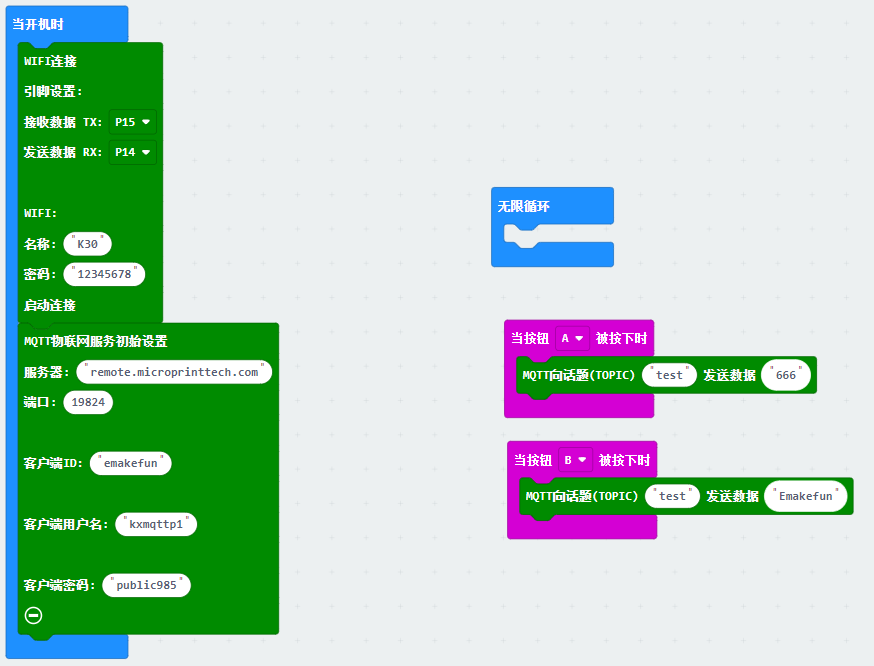 当开机时
WIFI连接
引脚设置:
接收数据 TX: P15
发送数据 RX: P14
WIFI:
名称: "K30"
密码: "12345678"
启动连接
MQTT物联网服务初始设置
服务器: "remote.microprinttech.com"
端口: 19824
客户端ID: "emakefun"
客户端用户名: "kxmqttp1"
客户端密码: "public985"
无限循环
当按钮 A 被按下时
MQTT向话题(TOPIC) "test" 发送数据 "666"
当按钮 B 被按下时
MQTT向话题(TOPIC) "test" 发送数据 "Emakefun"